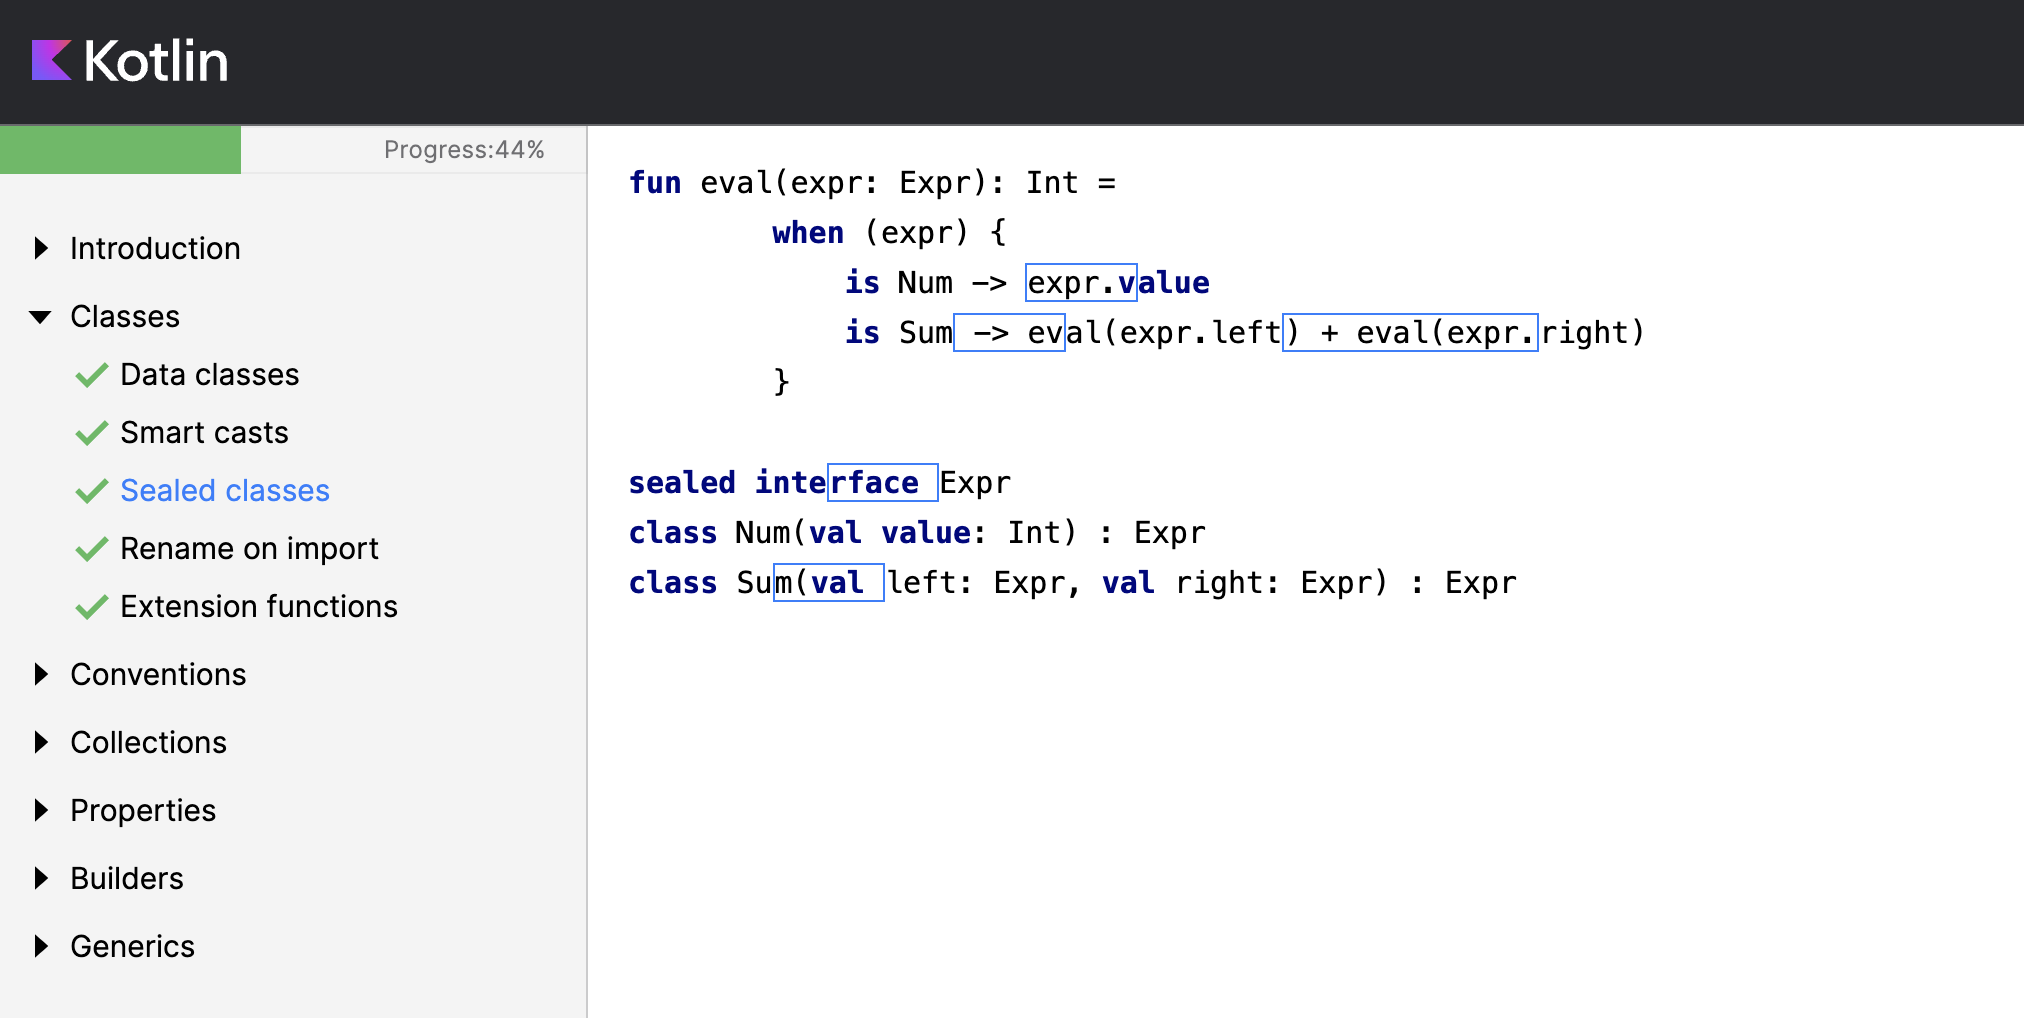 Kotlin
Progress:44%
Introduction
Classes
Data classes
Smart casts
Sealed classes
Rename on import
Extension functions
Conventions
Collections
Properties
Builders
Generics
fun eval(expr: Expr): Int =
        when (expr) {
            is Num -> expr.value
            is Sum -> eval(expr.left) + eval(expr.right)
        }
sealed interface Expr
class Num(val value: Int) : Expr
class Sum(val left: Expr, val right: Expr) : Expr